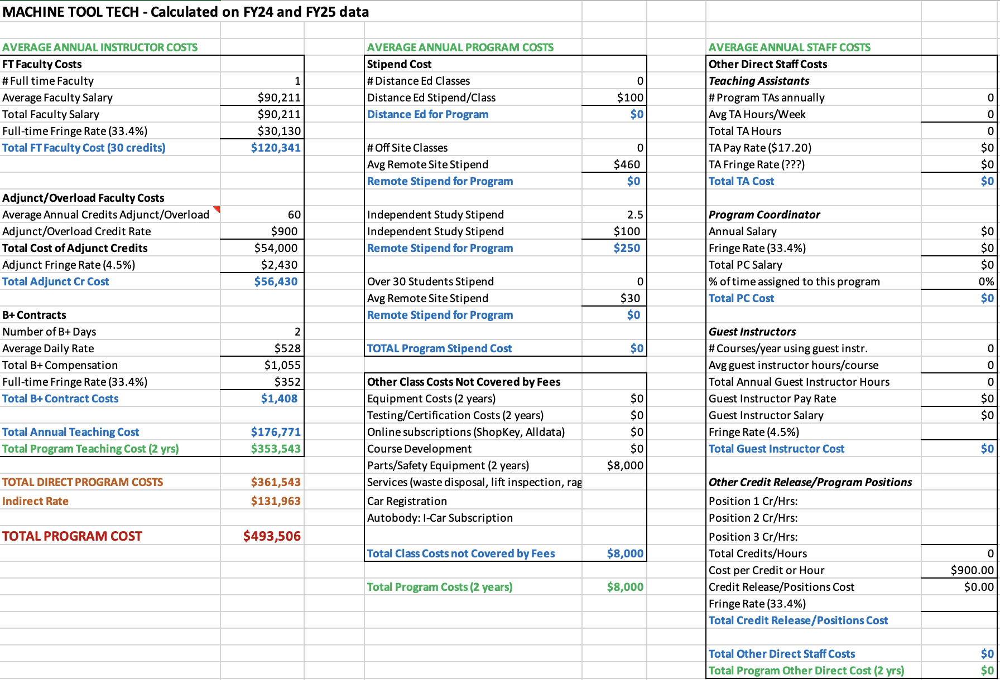 MACHINE TOOL TECH - Calculated on FY24 and FY25 data
AVERAGE ANNUAL INSTRUCTOR COSTS
FT Faculty Costs
# Full time Faculty 1
Average Faculty Salary $90,211
Total Faculty Salary $90,211
Full-time Fringe Rate (33.4%) $30,130
Total FT Faculty Cost (30 credits) $120,341
Adjunct/Overload Faculty Costs
Average Annual Credits Adjunct/Overload 60
Adjunct/Overload Credit Rate $900
Total Cost of Adjunct Credits $54,000
Adjunct Fringe Rate (4.5%) $2,430
Total Adjunct Cr Cost $56,430
B+ Contracts
Number of B+ Days 2
Average Daily Rate $528
Total B+ Compensation $1,055
Full-time Fringe Rate (33.4%) $352
Total B+ Contract Costs $1,408
Total Annual Teaching Cost $176,771
Total Program Teaching Cost (2 yrs) $353,543
TOTAL DIRECT PROGRAM COSTS $361,543
Indirect Rate $131,963
TOTAL PROGRAM COST $493,506
AVERAGE ANNUAL PROGRAM COSTS
Stipend Cost
# Distance Ed Classes 0
Distance Ed Stipend/Class $100
Distance Ed for Program $0
# Off Site Classes 0
Avg Remote Site Stipend $460
Remote Stipend for Program $0
Independent Study Stipend 2.5
Independent Study Stipend $100
Remote Stipend for Program $250
Over 30 Students Stipend 0
Avg Remote Site Stipend $30
Remote Stipend for Program $0
TOTAL Program Stipend Cost $0
Other Class Costs Not Covered by Fees
Equipment Costs (2 years) $0
Testing/Certification Costs (2 years) $0
Online subscriptions (ShopKey, Alldata) $0
Course Development $0
Parts/Safety Equipment (2 years) $8,000
Services (waste disposal, lift inspection, rag
Car Registration
Autobody: I-Car Subscription
Total Class Costs not Covered by Fees $8,000
Total Program Costs (2 years) $8,000
AVERAGE ANNUAL STAFF COSTS
Other Direct Staff Costs
Teaching Assistants
# Program TAs annually 0
Avg TA Hours/Week 0
Total TA Hours 0
TA Pay Rate ($17.20) $0
TA Fringe Rate (???) $0
Total TA Cost $0
Program Coordinator
Annual Salary $0
Fringe Rate (33.4%) $0
Total PC Salary $0
% of time assigned to this program 0%
Total PC Cost $0
Guest Instructors
# Courses/year using guest instr. 0
Avg guest instructor hours/course 0
Total Annual Guest Instructor Hours 0
Guest Instructor Pay Rate $0
Guest Instructor Salary $0
Fringe Rate (4.5%)
Total Guest Instructor Cost $0
Other Credit Release/Program Positions
Position 1 Cr/Hrs:
Position 2 Cr/Hrs:
Position 3 Cr/Hrs:
Total Credits/Hours 0
Cost per Credit or Hour $900.00
Credit Release/Positions Cost $0.00
Fringe Rate (33.4%)
Total Credit Release/Positions Cost
Total Other Direct Staff Costs $0
Total Program Other Direct Cost (2 yrs) $0